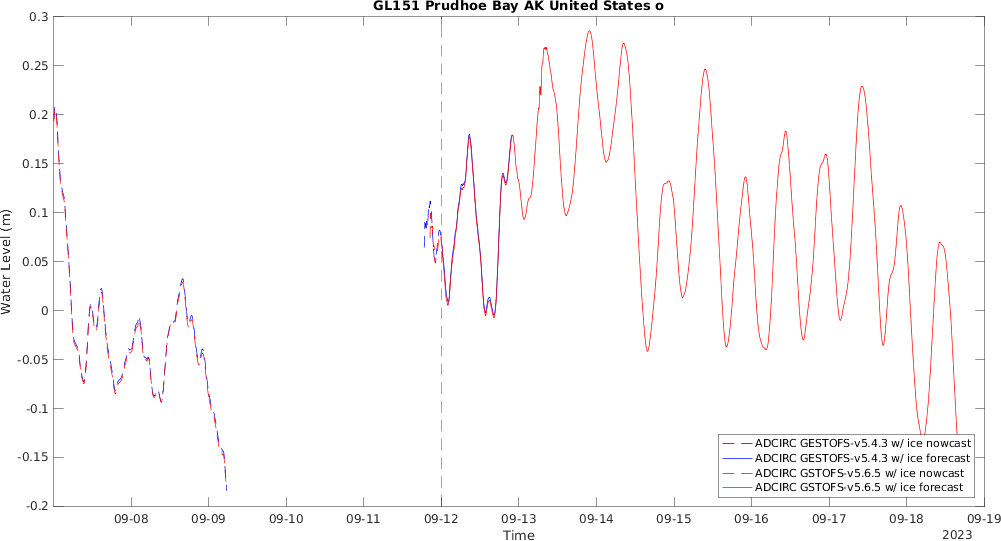 GL151 Prudhoe Bay AK United States o
0.3
0.25
0.2
0.15
0.1
0.05
0
-0.05
-0.1
-0.15
-0.2
Water Level (m)
ADCIRC GESTOFS-v5.4.3 w/ ice nowcast
ADCIRC GESTOFS-v5.4.3 w/ ice forecast
ADCIRC GSTOFS-v5.6.5 w/ ice nowcast
ADCIRC GSTOFS-v5.6.5 w/ ice forecast
09-08 09-09 09-10 09-11 09-12 09-13 09-14 09-15 09-16 09-17 09-18 09-19
Time
2023